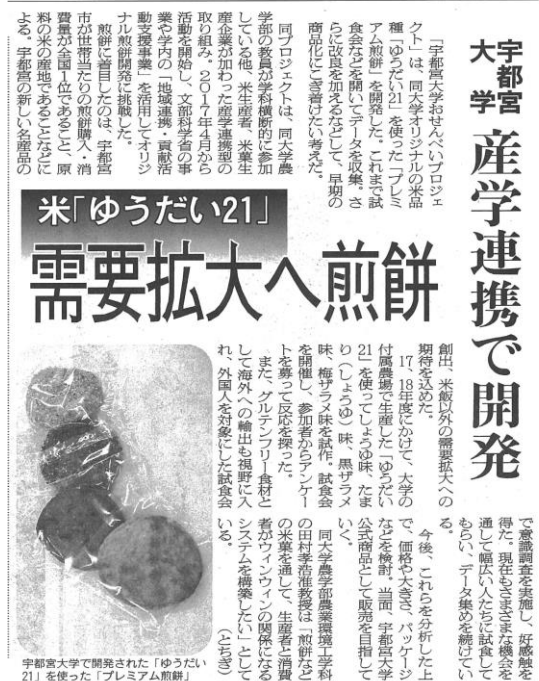 宇都宮
大学
産学連携で開発
米「ゆうだい21」
需要拡大へ煎餅
「宇都宮大学おせんべいプロジェ
クト」は、同大学オリジナルの米品
種「ゆうだい21」を使った「プレミ
アム煎餅」を開発した。これまで試
食会などを開いてデータを収集。さ
らに改良を加えるなどして、早期の
商品化にこぎ着けたい考えだ。
同プロジェクトは、同大学農
学部の教員が学科横断的に参加
している他、米生産者、米菓生
産企業が加わった産学連携型の
取り組み。2017年4月から
活動を開始し、文部科学省の事
業や学内の「地域連携・貢献活
動支援事業」を活用してオリジ
ナル煎餅開発に挑戦した。
煎餅に着目したのは、宇都宮
市が世帯当たりの煎餅購入・消
費量が全国1位であること、原
料の米の産地であることなどに
よる。宇都宮の新しい名産品の
創出、米飯以外の需要拡大への
期待を込めた。
17、18年度にかけて、大学の
付属農場で生産した「ゆうだい
21」を使ってしょうゆ味、たま
り（しょうゆ）味、黒ザラメ
味、梅ザラメ味を試作。試食会
を開催し、参加者からアンケー
トを募って反応を探った。
また、グルテンフリー食材と
して海外への輸出も視野に入
れ、外国人を対象にした試食会
で意識調査を実施し、好感触を
得た。現在もさまざまな機会を
通して幅広い人たちに試食して
もらい、データ集めを続けてい
る。
今後、これらを分析した上
で、価格や大きさ、パッケージ
などを検討。当面、宇都宮大学
公式商品として販売を目指して
いく。
同大学農学部農業環境工学科
の田村孝浩准教授は「煎餅など
の米菓を通して、生産者と消費
者がウィンウィンの関係になる
システムを構築したい」として
いる。
（とちぎ）
宇都宮大学で開発された「ゆうだい
21」を使った「プレミアム煎餅」